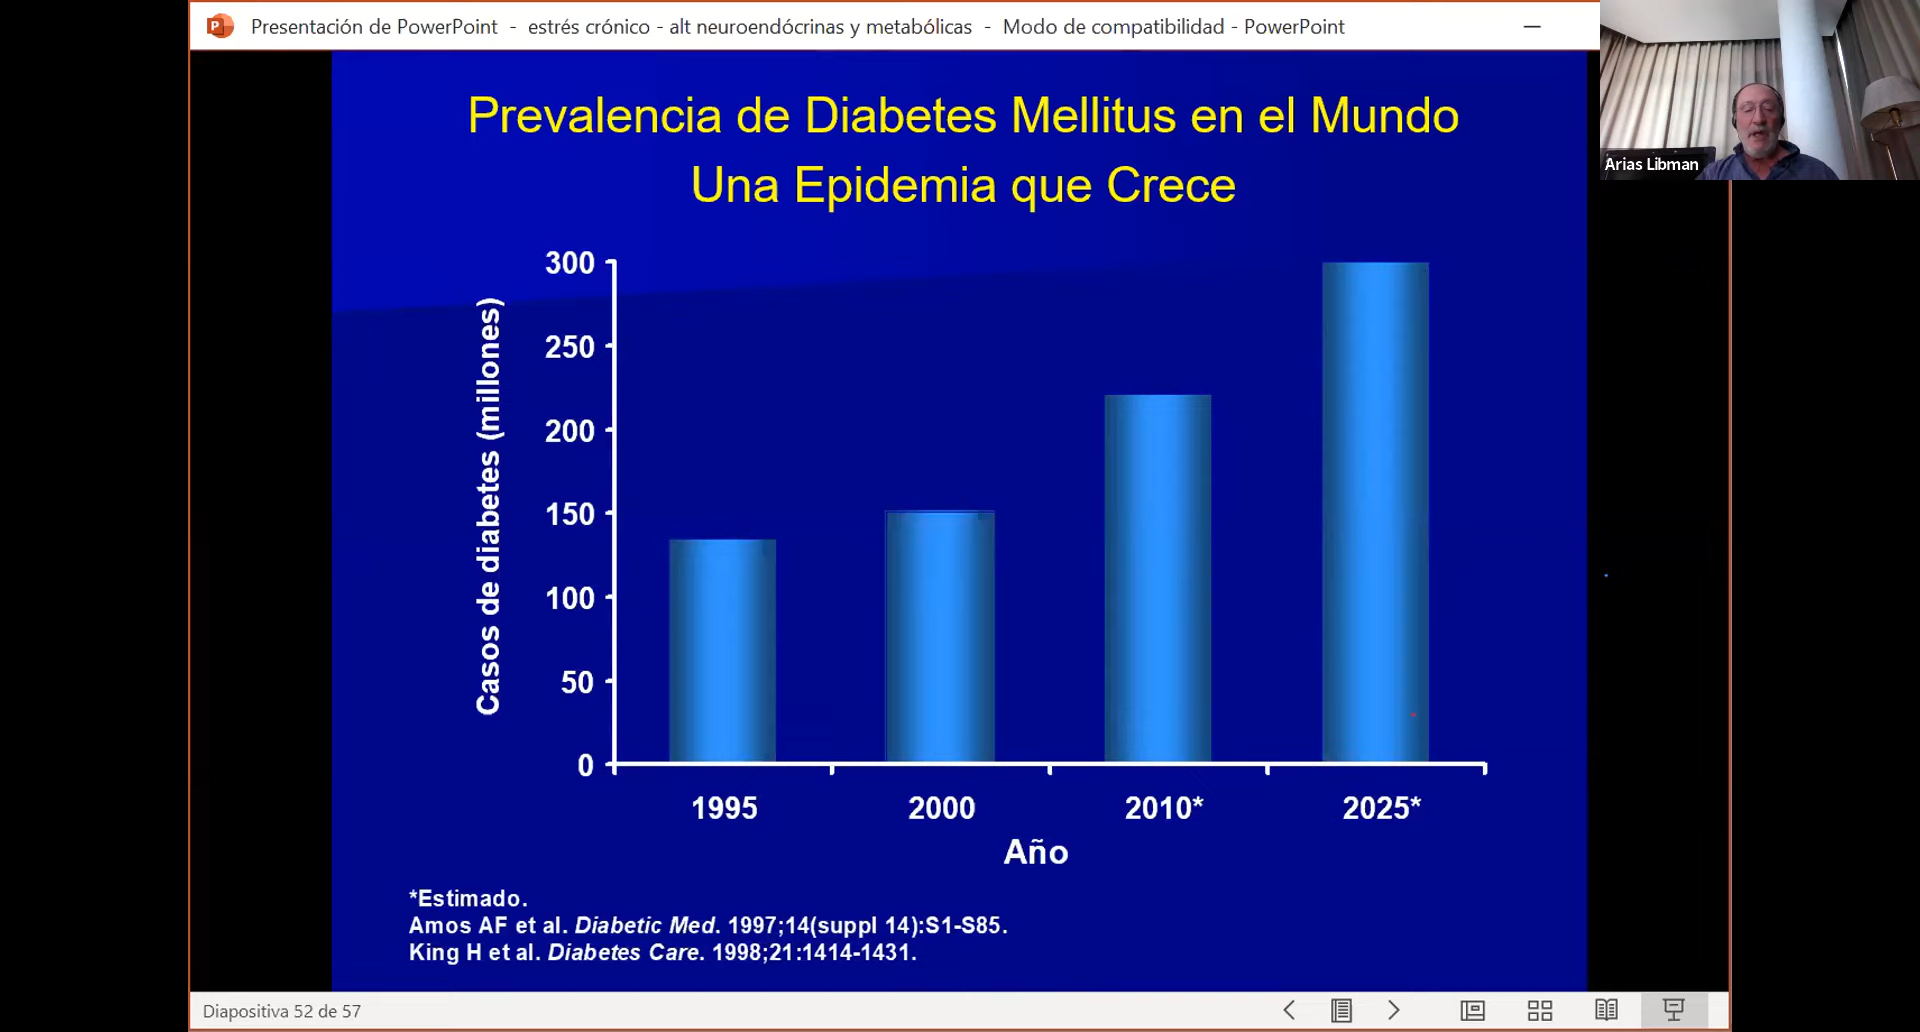 Presentación de PowerPoint - estrés crónico - alt neuroendócrinas y metabólicas - Modo de compatibilidad - PowerPoint
Arias Libman
Prevalencia de Diabetes Mellitus en el Mundo
Una Epidemia que Crece
Casos de diabetes (millones)
300
250
200
150
100
50
0
1995 2000 2010* 2025*
Año
*Estimado.
Amos AF et al. Diabetic Med. 1997;14(suppl 14):S1-S85.
King H et al. Diabetes Care. 1998;21:1414-1431.
Diapositiva 52 de 57